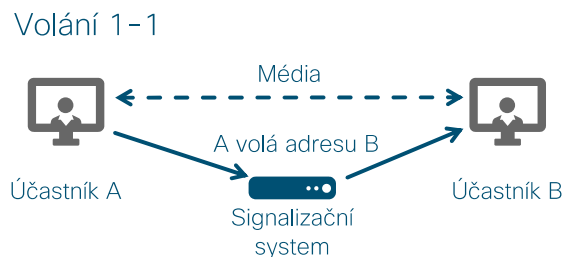 Volání 1-1
Média
A volá adresu B
Účastník A
Účastník B
Signalizační
system